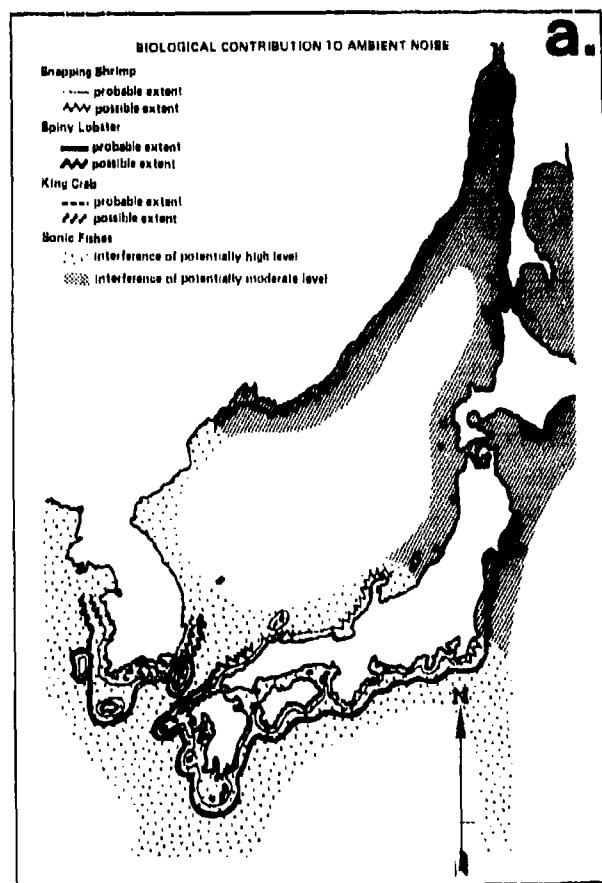 BIOLOGICAL CONTRIBUTION TO AMBIENT NOISE
a.
Snapping Shrimp
probable extent
possible extent
Spiny Lobster
probable extent
possible extent
King Crab
probable extent
possible extent
Sonic Fishes
interference of potentially high level
interference of potentially moderate level
N